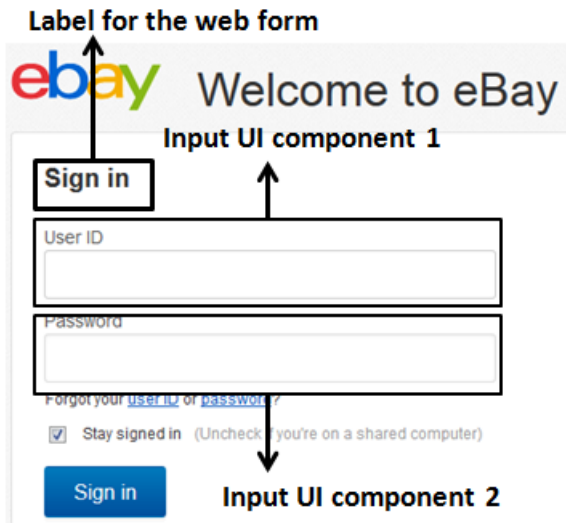 Label for the web form
ebay Welcome to eBay
Input UI component 1
Sign in
User ID
Password
Forgot your user ID or password?
Stay signed in (Uncheck if you're on a shared computer)
Sign in
Input UI component 2